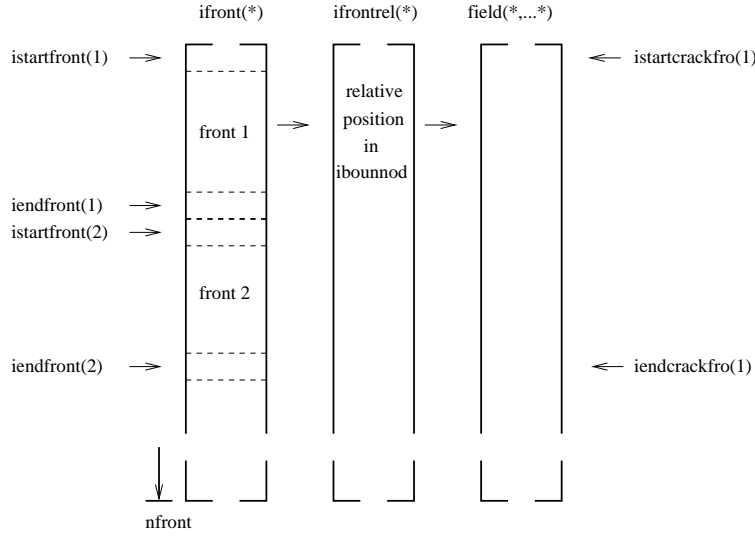 ifront(*)
ifrontrel(*)
field(*,...*)
istartfront(1)
istartcrackfro(1)
front 1
relative
position
in
ibounnod
iendfront(1)
istartfront(2)
front 2
iendfront(2)
iendcrackfro(1)
nfront